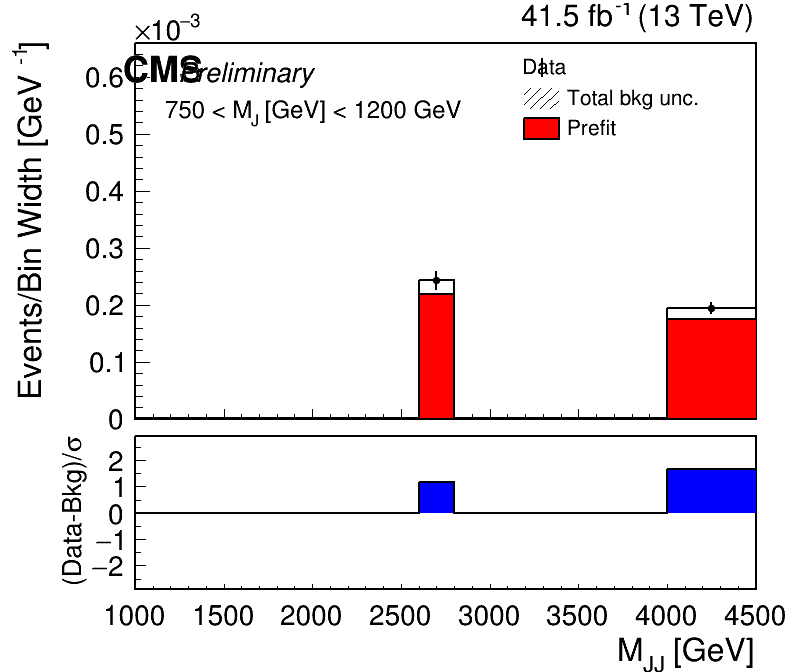 ×10⁻³
41.5 fb⁻¹ (13 TeV)
CMS Preliminary
750 < M_J [GeV] < 1200 GeV
Data
Total bkg unc.
Prefit
Events/Bin Width [GeV⁻¹]
0.6
0.5
0.4
0.3
0.2
0.1
0
(Data-Bkg)/σ
2
1
0
−1
−2
1000 1500 2000 2500 3000 3500 4000 4500
M_JJ [GeV]